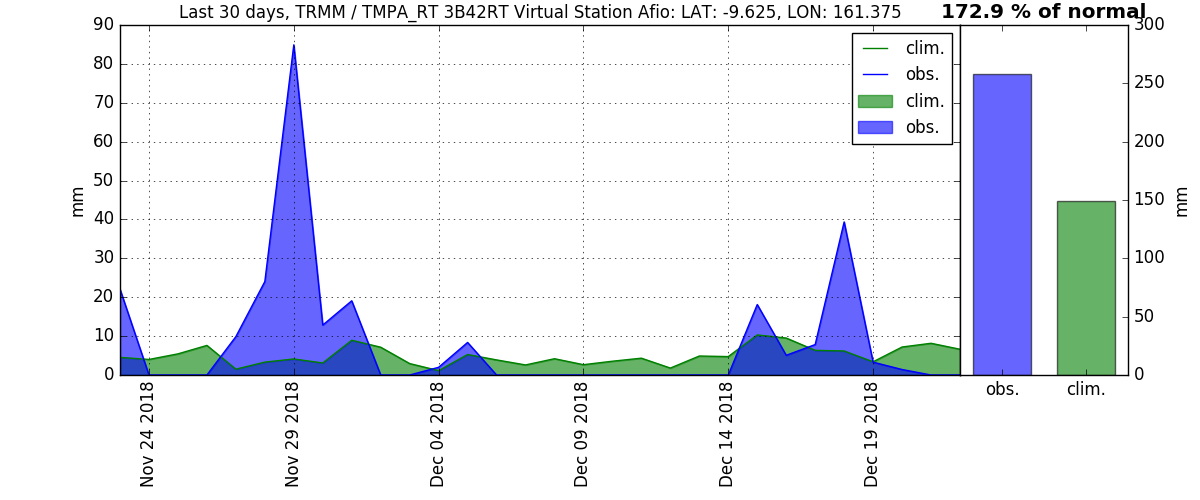 Last 30 days, TRMM / TMPA_RT 3B42RT Virtual Station Afio: LAT: -9.625, LON: 161.375
172.9 % of normal
90
80
70
60
50
40
30
20
10
0
mm
clim.
obs.
clim.
obs.
Nov 24 2018
Nov 29 2018
Dec 04 2018
Dec 09 2018
Dec 14 2018
Dec 19 2018
300
250
200
150
100
50
0
mm
obs.
clim.